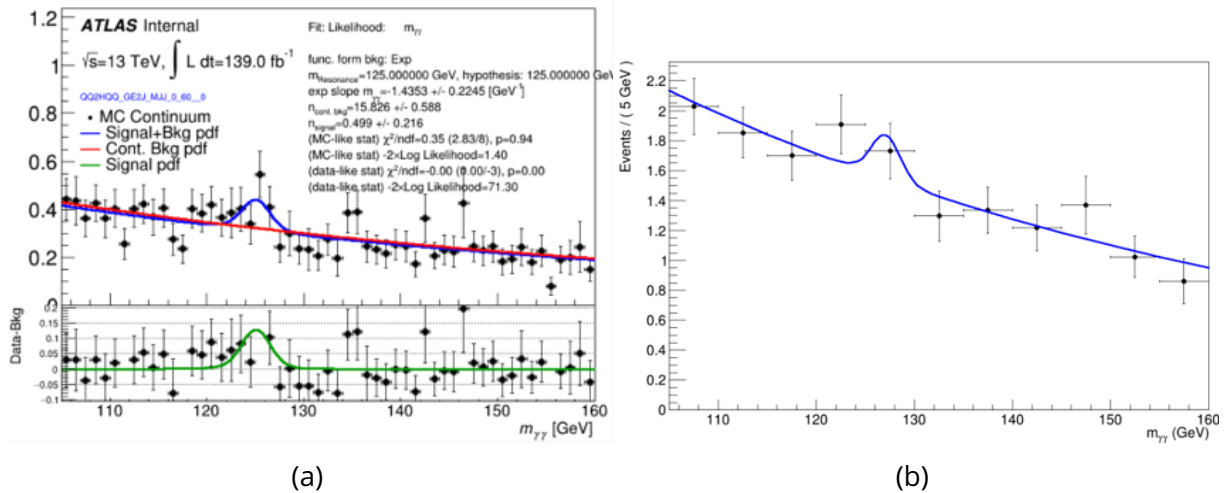 ATLAS Internal
√s=13 TeV, ∫ L dt=139.0 fb⁻¹
QQ2HQQ_GE2J_MJJ_0_60__0
MC Continuum
Signal+Bkg pdf
Cont. Bkg pdf
Signal pdf
Fit: Likelihood: mγγ
func. form bkg: Exp
mResonance=125.000000 GeV, hypothesis: 125.000000 GeV
exp slope mγγ=-1.4353 +/- 0.2245 [GeV⁻¹]
ncont. bkg=15.826 +/- 0.588
nsignal=0.499 +/- 0.216
(MC-like stat) χ²/ndf=0.35 (2.83/8), p=0.94
(MC-like stat) -2×Log Likelihood=1.40
(data-like stat) χ²/ndf=-0.00 (0.00/-3), p=0.00
(data-like stat) -2×Log Likelihood=71.30
1.2
1
0.8
0.6
0.4
0.2
0
Data-Bkg
0.2
0.15
0.1
0.05
0
−0.05
−0.1
110 120 130 140 150 160
mγγ [GeV]
(a)
Events / ( 5 GeV )
2.2
2
1.8
1.6
1.4
1.2
1
0.8
0.6
0.4
0.2
0
110 120 130 140 150 160
mγγ (GeV)
(b)